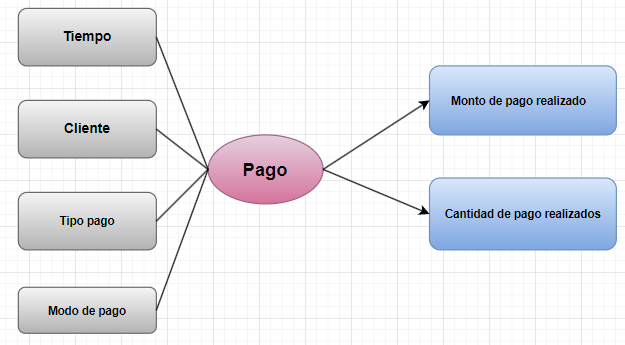 Tiempo
Cliente
Tipo pago
Modo de pago
Pago
Monto de pago realizado
Cantidad de pago realizados